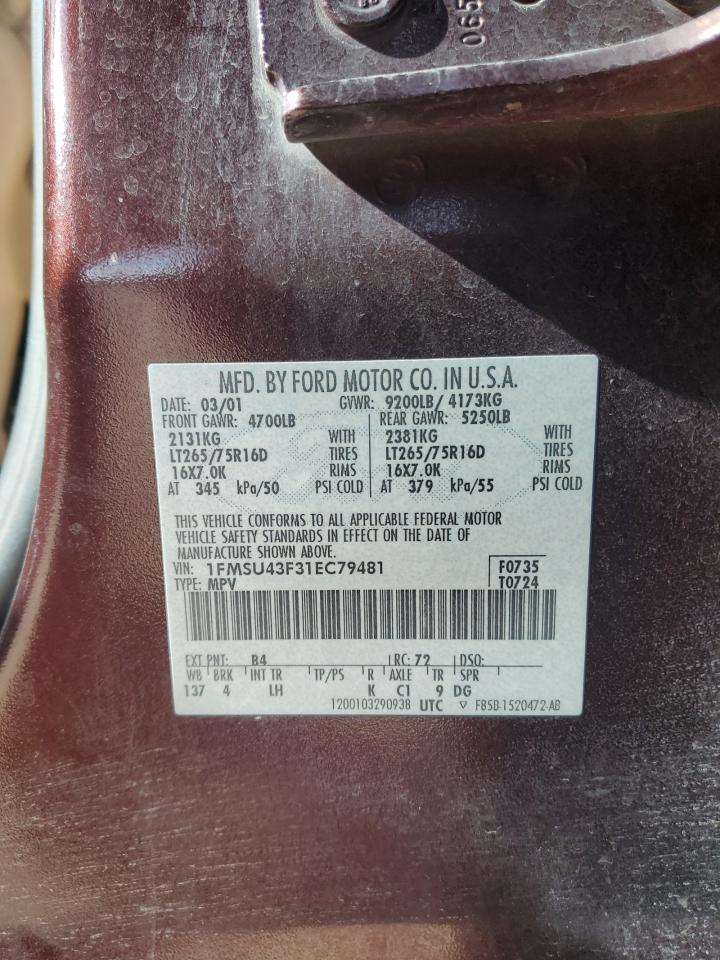 065
MFD. BY FORD MOTOR CO. IN U.S.A.
DATE: 03/01 GVWR: 9200LB/ 4173KG
FRONT GAWR: 4700LB REAR GAWR: 5250LB
2131KG WITH 2381KG WITH
LT265/75R16D TIRES LT265/75R16D TIRES
16X7.0K RIMS 16X7.0K RIMS
AT 345 kPa/50 PSI COLD AT 379 kPa/55 PSI COLD
THIS VEHICLE CONFORMS TO ALL APPLICABLE FEDERAL MOTOR
VEHICLE SAFETY STANDARDS IN EFFECT ON THE DATE OF
MANUFACTURE SHOWN ABOVE.
VIN: 1FMSU43F31EC79481 F0735
TYPE: MPV T0724
EXT PNT: B4 RC: 72 DSO:
WB BRK INT TR TP/PS R AXLE TR SPR
137 4 LH K C1 9 DG
1200103290938 UTC ▽ F85B-1520472-AB